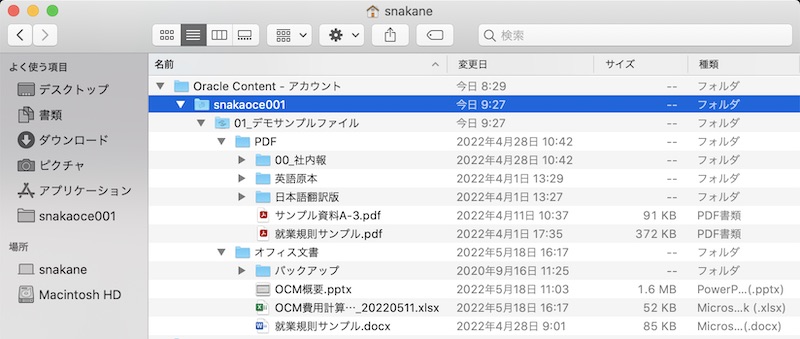 snakane
検索
よく使う項目
デスクトップ
書類
ダウンロード
ピクチャ
アプリケーション
snakaoce001
場所
snakane
Macintosh HD
名前 変更日 サイズ 種類
Oracle Content - アカウント 今日 8:29 -- フォルダ
snakaoce001 今日 9:27 -- フォルダ
01_デモサンプルファイル 今日 9:27 -- フォルダ
PDF 2022年4月28日 10:42 -- フォルダ
00_社内報 2022年4月28日 10:42 -- フォルダ
英語原本 2022年4月1日 13:29 -- フォルダ
日本語翻訳版 2022年4月1日 13:27 -- フォルダ
サンプル資料A-3.pdf 2022年4月11日 10:37 91 KB PDF書類
就業規則サンプル.pdf 2022年4月1日 17:35 372 KB PDF書類
オフィス文書 2022年5月18日 16:17 -- フォルダ
バックアップ 2020年9月16日 11:25 -- フォルダ
OCM概要.pptx 2022年5月18日 11:03 1.6 MB PowerP...(.pptx)
OCM費用計算…_20220511.xlsx 2022年5月18日 16:17 52 KB Micros...k (.xlsx)
就業規則サンプル.docx 2022年4月28日 9:01 85 KB Micros...(.docx)